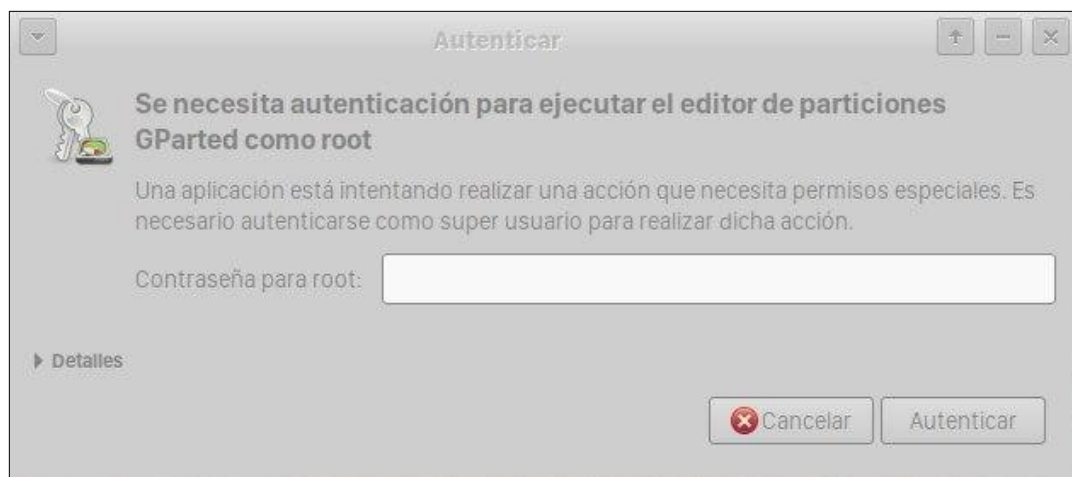 Autenticar
Se necesita autenticación para ejecutar el editor de particiones
GParted como root
Una aplicación está intentando realizar una acción que necesita permisos especiales. Es
necesario autenticarse como super usuario para realizar dicha acción.
Contraseña para root:
Detalles
Cancelar
Autenticar